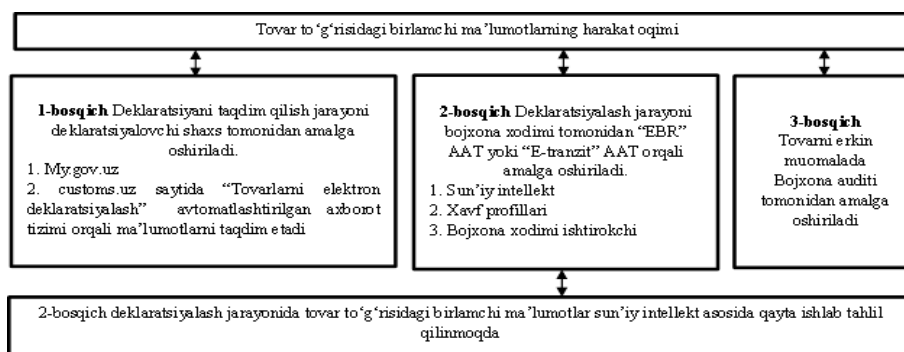 Tovar to‘g‘risidagi birlamchi ma’lumotlarning harakat oqimi
1-bosqich Deklaratsiyani taqdim qilish jarayoni
deklaratsiyalovchi shaxs tomonidan amalga
oshiriladi.
1. My.gov.uz
2. customs.uz saytida “Tovarlarni elektron
deklaratsiyalash” avtomatlashtirilgan axborot
tizimi orqali ma’lumotlarni taqdim etadi
2-bosqich Deklaratsiyalash jarayoni
bojxona xodimi tomonidan “EBR”
AAT yoki “E-tranzit” AAT orqali
amalga oshiriladi.
1. Sun’iy intellekt
2. Xavf profillari
3. Bojxona xodimi ishtirokchi
3-bosqich
Tovarni erkin
muomalada
Bojxona auditi
tomonidan amalga
oshiriladi
2-bosqich deklaratsiyalash jarayonida tovar to‘g‘risidagi birlamchi ma’lumotlar sun’iy intellekt asosida qayta ishlab tahlil
qilinmoqda